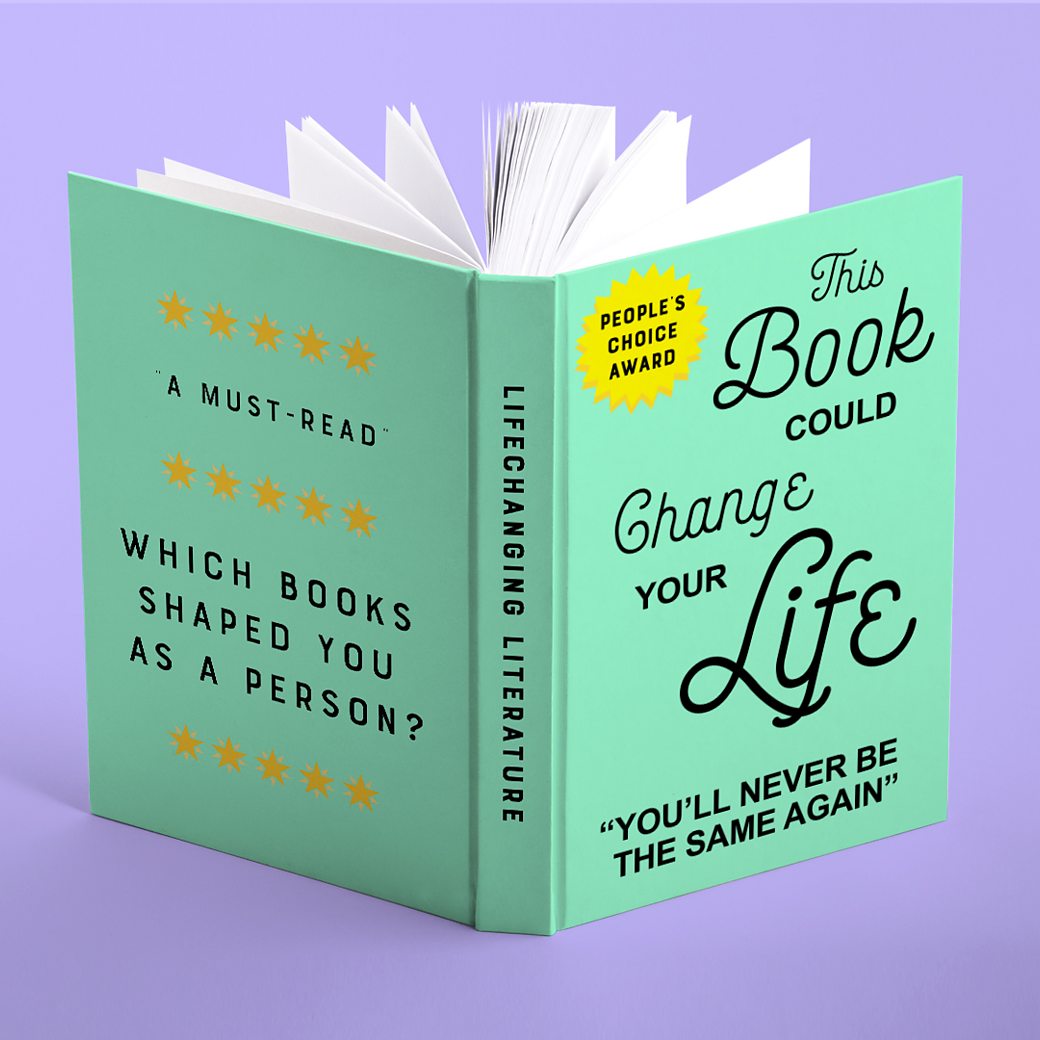 "A MUST-READ"
WHICH BOOKS
SHAPED YOU
AS A PERSON?
LIFECHANGING LITERATURE
PEOPLE'S
CHOICE
AWARD
This
Book
COULD
Change
YOUR
Life
“YOU’LL NEVER BE
THE SAME AGAIN”